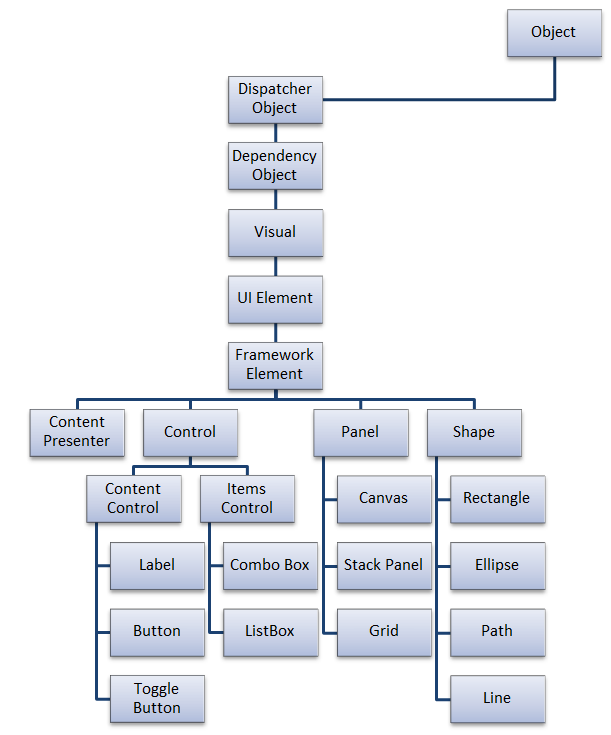 Object
Dispatcher
Object
Dependency
Object
Visual
UI Element
Framework
Element
Content
Presenter
Control
Panel
Shape
Content
Control
Items
Control
Canvas
Rectangle
Label
Combo Box
Stack Panel
Ellipse
Button
ListBox
Grid
Path
Toggle
Button
Line